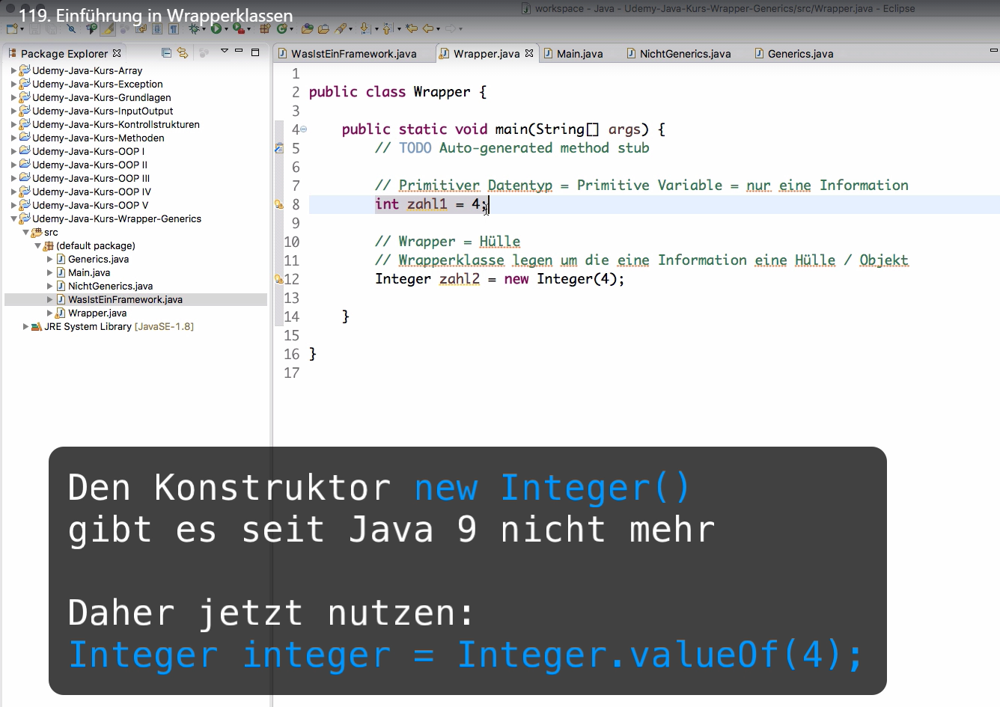 119. Einführung in Wrapperklassen
workspace - Java - Udemy-Java-Kurs-Wrapper-Generics/src/Wrapper.java - Eclipse
Package Explorer
Udemy-Java-Kurs-Array
Udemy-Java-Kurs-Exception
Udemy-Java-Kurs-Grundlagen
Udemy-Java-Kurs-InputOutput
Udemy-Java-Kurs-Kontrollstrukturen
Udemy-Java-Kurs-Methoden
Udemy-Java-Kurs-OOP I
Udemy-Java-Kurs-OOP II
Udemy-Java-Kurs-OOP III
Udemy-Java-Kurs-OOP IV
Udemy-Java-Kurs-OOP V
Udemy-Java-Kurs-Wrapper-Generics
src
(default package)
Generics.java
Main.java
NichtGenerics.java
WasIstEinFramework.java
Wrapper.java
JRE System Library [JavaSE-1.8]
WasIstEinFramework.java Wrapper.java Main.java NichtGenerics.java Generics.java
1
2 public class Wrapper {
3
4 public static void main(String[] args) {
5 // TODO Auto-generated method stub
6
7 // Primitiver Datentyp = Primitive Variable = nur eine Information
8 int zahl1 = 4;
9
10 // Wrapper = Hülle
11 // Wrapperklasse legen um die eine Information eine Hülle / Objekt
12 Integer zahl2 = new Integer(4);
13
14 }
15
16 }
17
Den Konstruktor new Integer()
gibt es seit Java 9 nicht mehr
Daher jetzt nutzen:
Integer integer = Integer.valueOf(4);